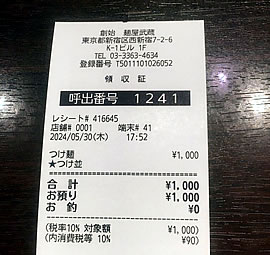 創始 麺屋武蔵
東京都新宿区西新宿7-2-6
K-1ビル 1F
TEL 03-3363-4634
登録番号 T5011101026052
領 収 証
呼出番号 1241
レシート# 416645
店舗# 0001 端末# 41
2024/05/30(木) 17:52
つけ麺 ¥1,000
★つけ並
合 計 ¥1,000
お預り ¥1,000
お 釣 ¥0
(税率10% 対象額 ¥1,000)
(内消費税等 10% ¥90)